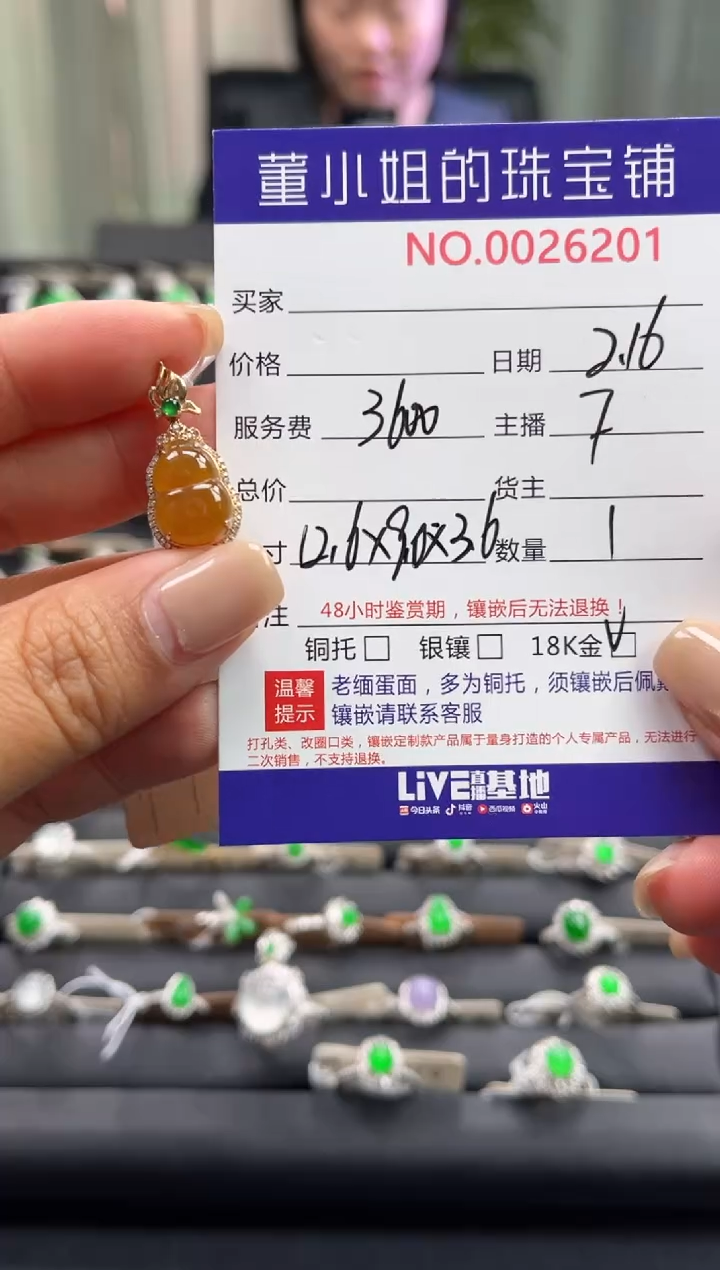 董小姐的珠宝铺
NO.0026201
买家
价格 日期 2.16
服务费 3600 主播 7
总价 货主
寸 12.6×9.0×3.6 数量 1
注 48小时鉴赏期，镶嵌后无法退换！
铜托 银镶 18K金
温馨提示 老缅蛋面，多为铜托，须镶嵌后佩
镶嵌请联系客服
打孔类、改圈口类，镶嵌定制款产品属于量身打造的个人专属产品，无法进行
二次销售，不支持退换。
LiVE直播基地
今日头条 抖音 西瓜视频 火山